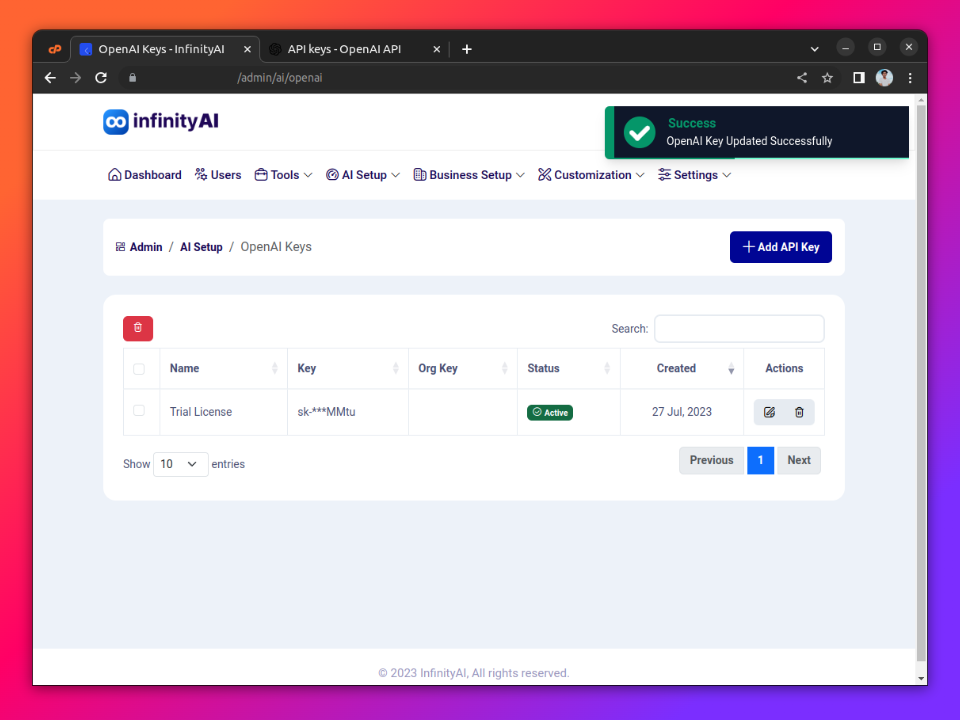 OpenAI Keys - InfinityAI
API keys - OpenAI API
/admin/ai/openai
infinityAI
Success
OpenAI Key Updated Successfully
Dashboard Users Tools AI Setup Business Setup Customization Settings
Admin / AI Setup / OpenAI Keys
Add API Key
Search:
Name Key Org Key Status Created Actions
Trial License sk-***MMtu Active 27 Jul, 2023
Show 10 entries
Previous 1 Next
© 2023 InfinityAI, All rights reserved.